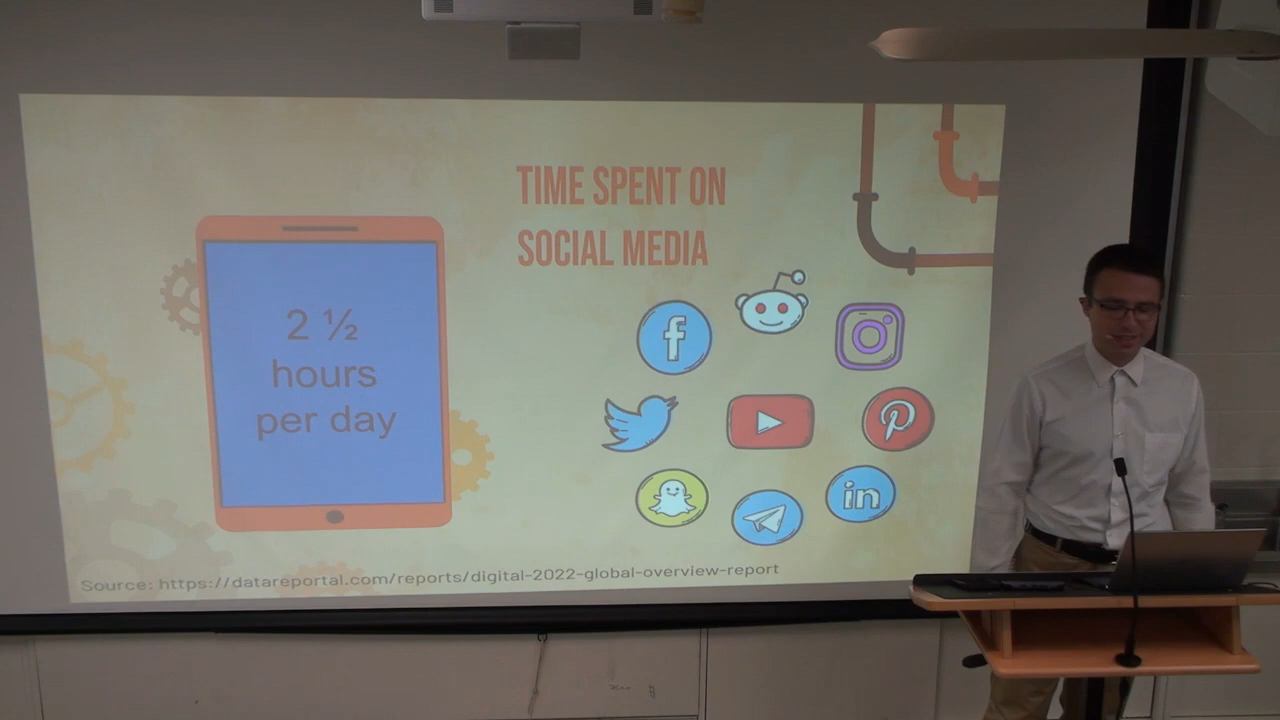 TIME SPENT ON
SOCIAL MEDIA
2 ½
hours
per day
f
in
Source: https://datareportal.com/reports/digital-2022-global-overview-report